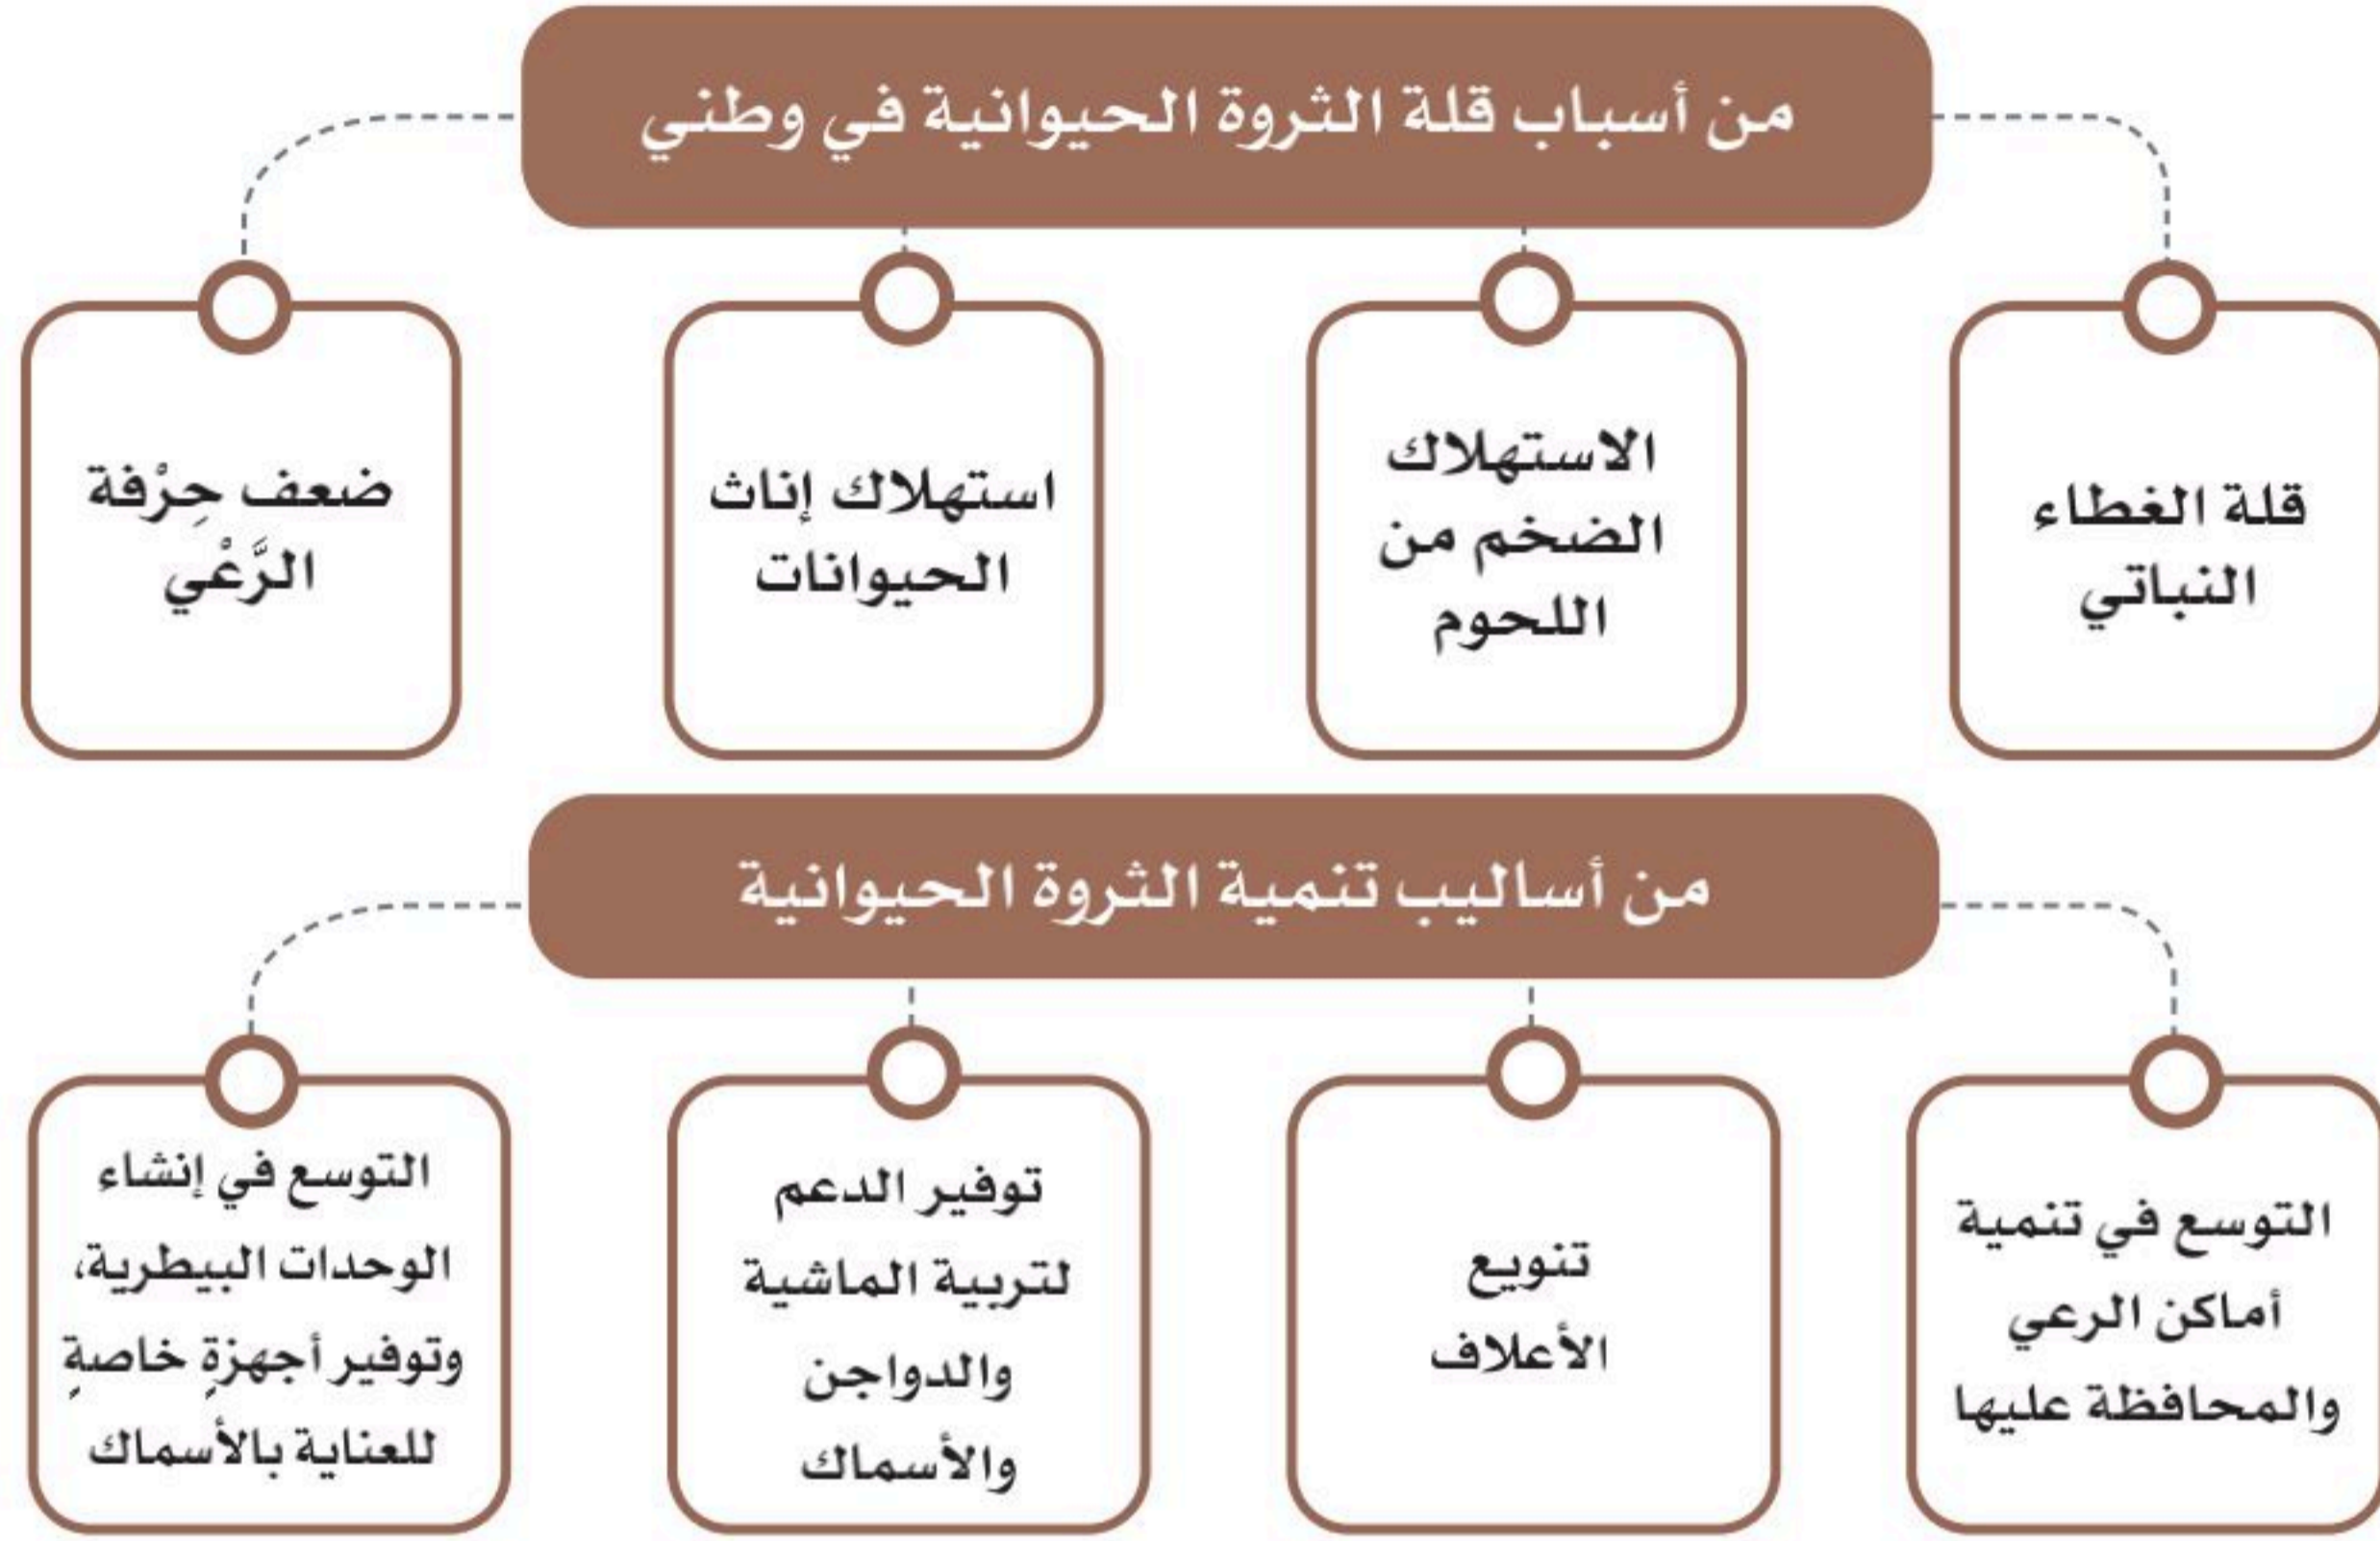 من أسباب قلة الثروة الحيوانية في وطني
قلة الغطاء
النباتي
الاستهلاك
الضخم من
اللحوم
استهلاك إناث
الحيوانات
ضعف حِرْفة
الرَّعْي
من أساليب تنمية الثروة الحيوانية
التوسع في تنمية
أماكن الرعي
والمحافظة عليها
تنويع
الأعلاف
توفير الدعم
لتربية الماشية
والدواجن
والأسماك
التوسع في إنشاء
الوحدات البيطرية،
وتوفير أجهزةٍ خاصةٍ
للعناية بالأسماك